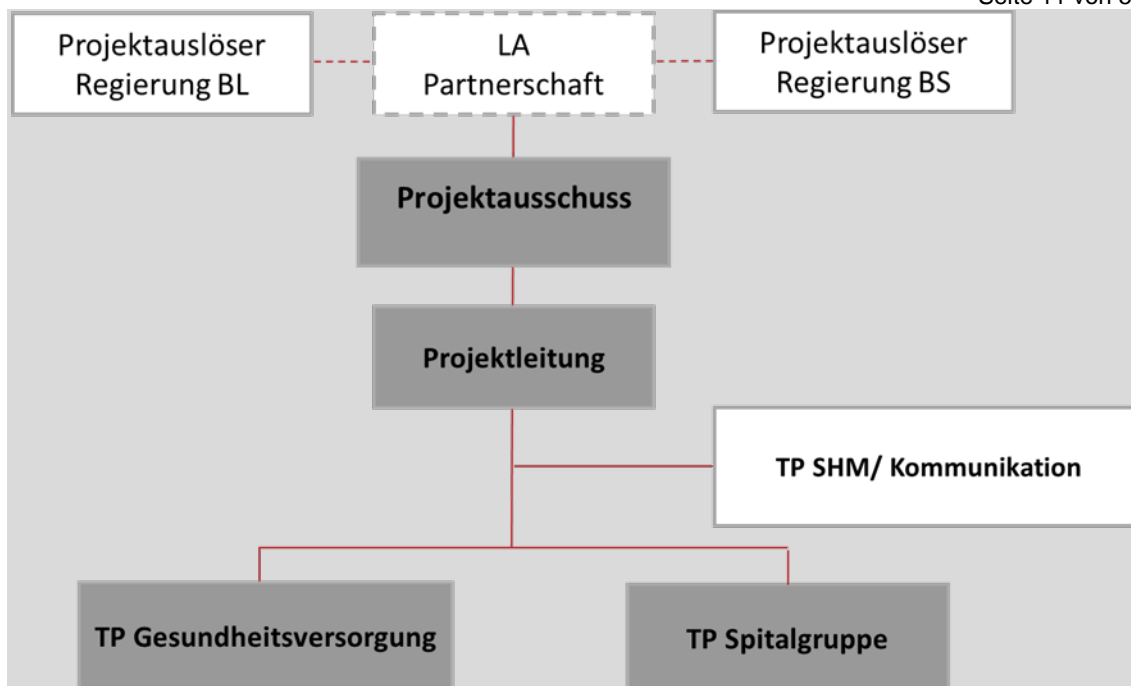 Projektauslöser
Regierung BL
LA
Partnerschaft
Projektauslöser
Regierung BS
Projektausschuss
Projektleitung
TP SHM/ Kommunikation
TP Gesundheitsversorgung
TP Spitalgruppe